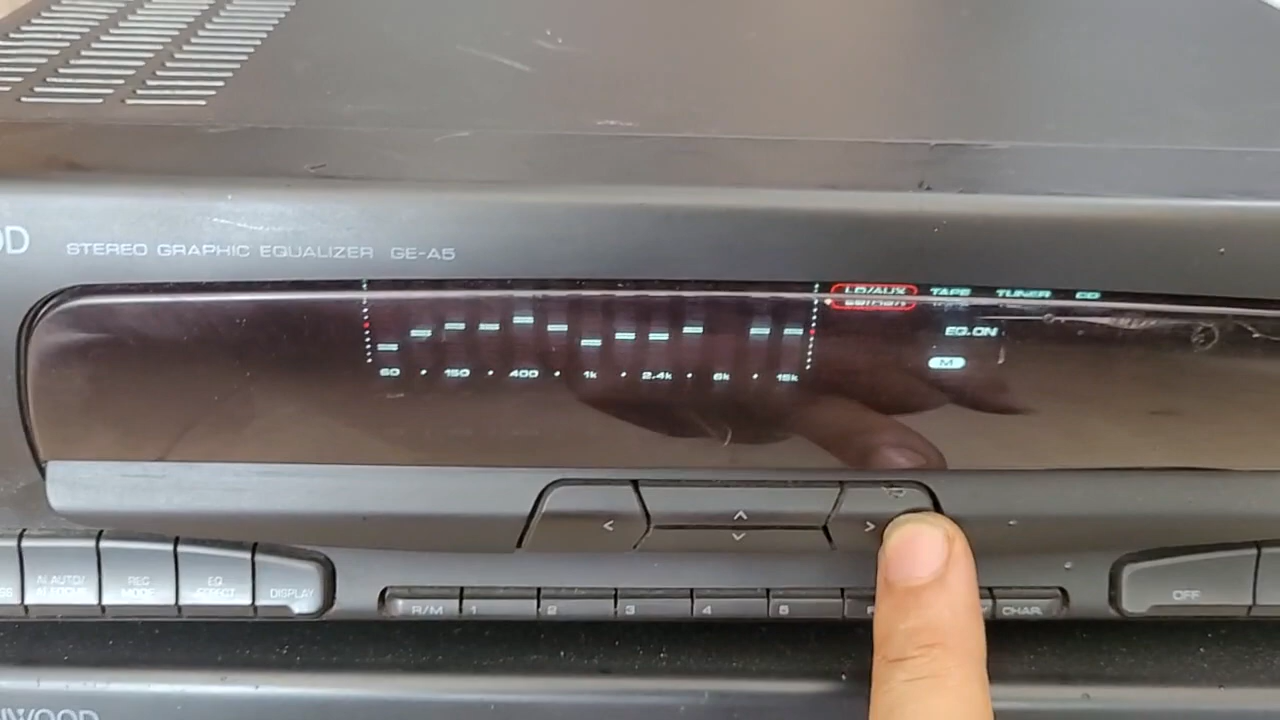 OD STEREO GRAPHIC EQUALIZER GE-A5
LD/AUX TAPE TUNER CD
EQ.ON
M
60 • 150 • 400 • 1k • 2.4k • 6k • 15k
< ^ >
AI AUTO/ REC EQ. DISPLAY OFF
MODE EFFECT
R/M 1 2 3 4 5 CHAR.
WOOD